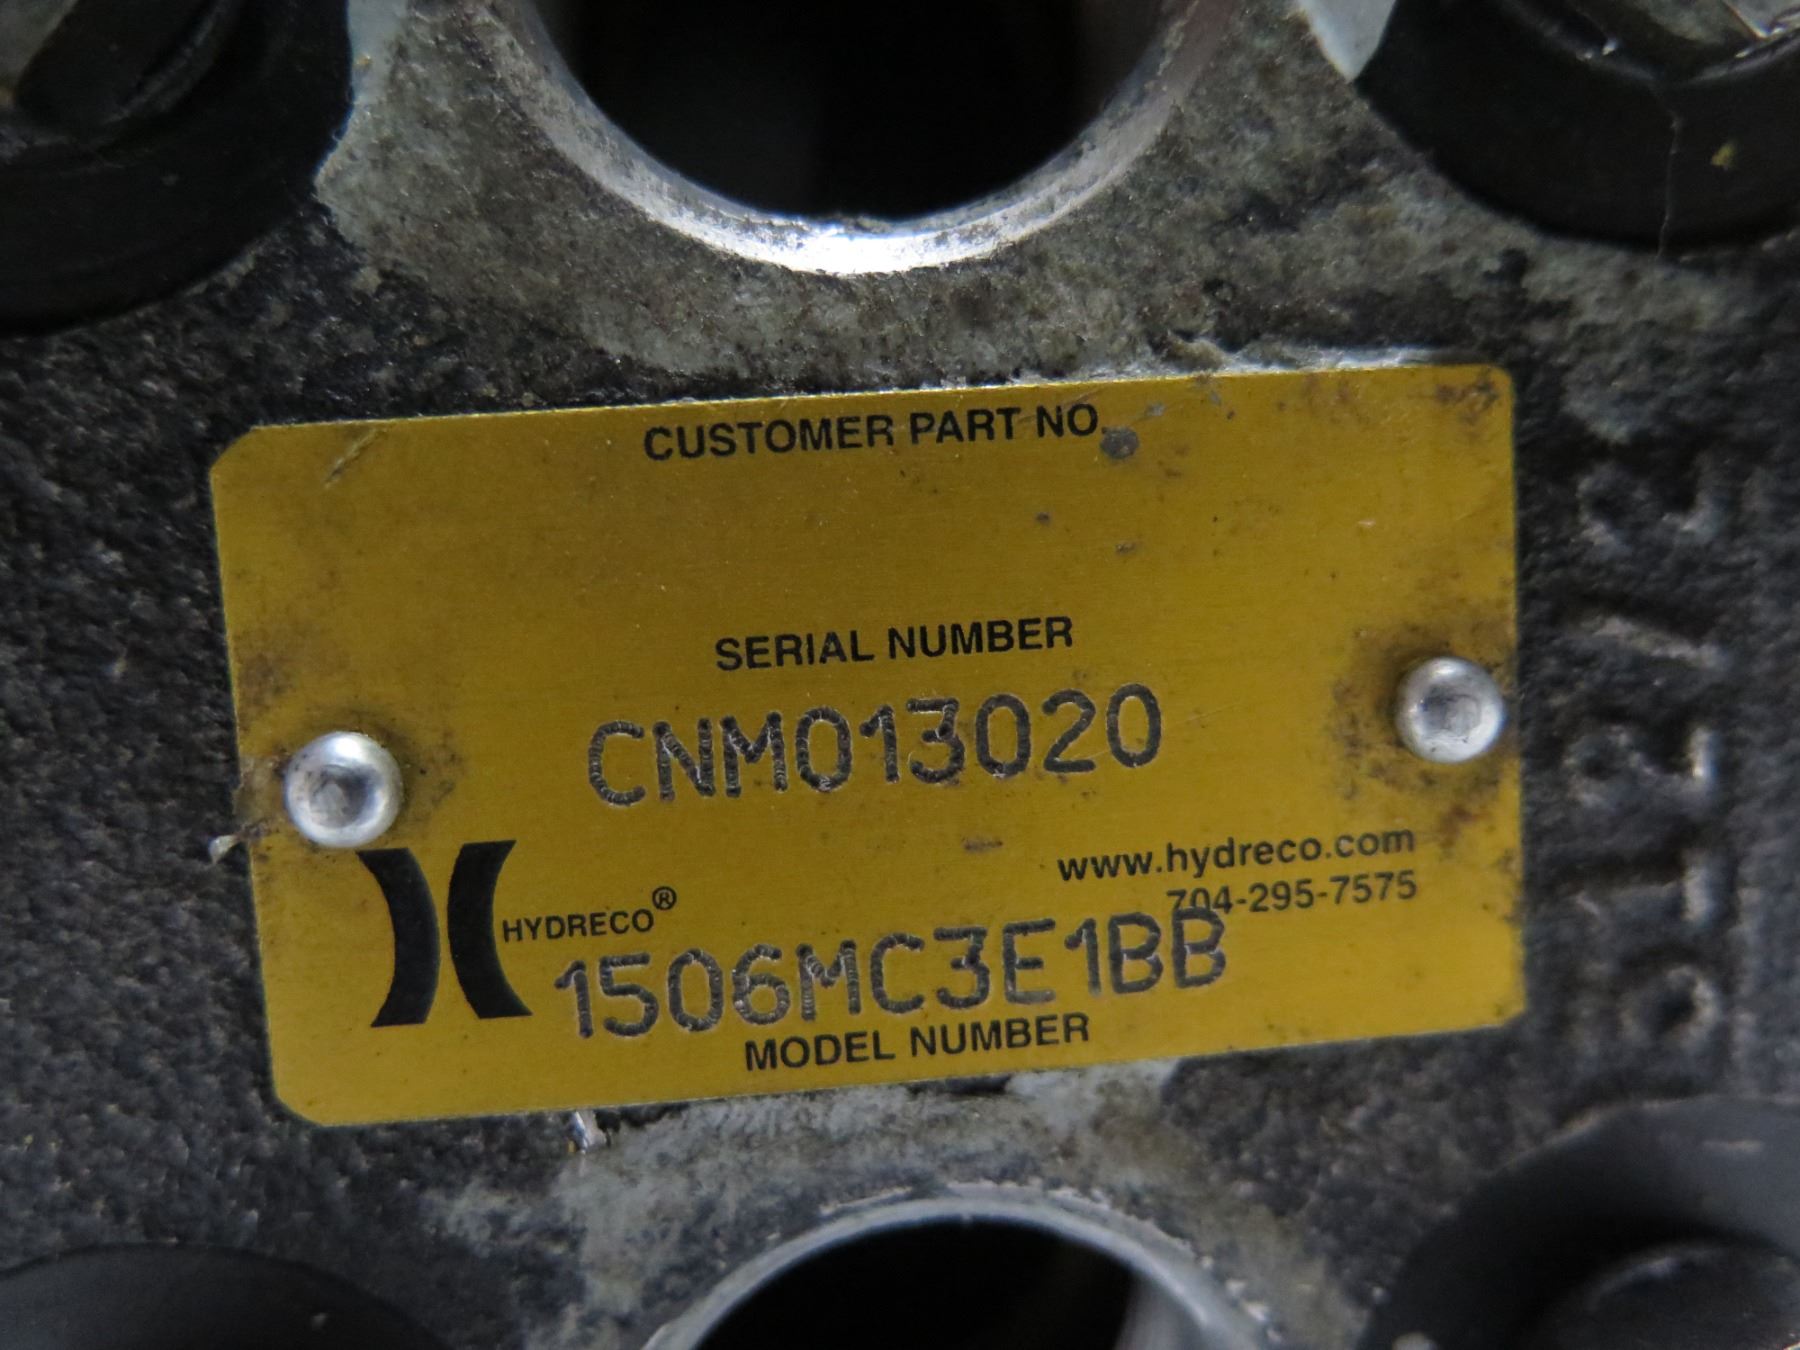 CUSTOMER PART NO.
SERIAL NUMBER
CNM013020
www.hydreco.com
704-295-7575
HYDRECO®
1506MC3E1BB
MODEL NUMBER